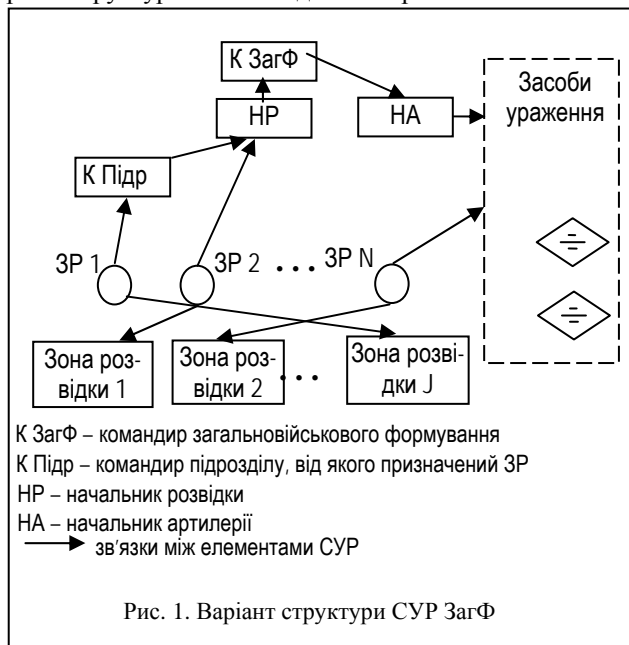 К ЗагФ
НР
НА
Засоби
ураження
К Підр
ЗР 1
ЗР 2
...
ЗР N
Зона роз-
відки 1
Зона роз-
відки 2
...
Зона розві-
дки J
К ЗагФ – командир загальновійськового формування
К Підр – командир підрозділу, від якого призначений ЗР
НР – начальник розвідки
НА – начальник артилерії
зв'язки між елементами СУР
Рис. 1. Варіант структури СУР ЗагФ